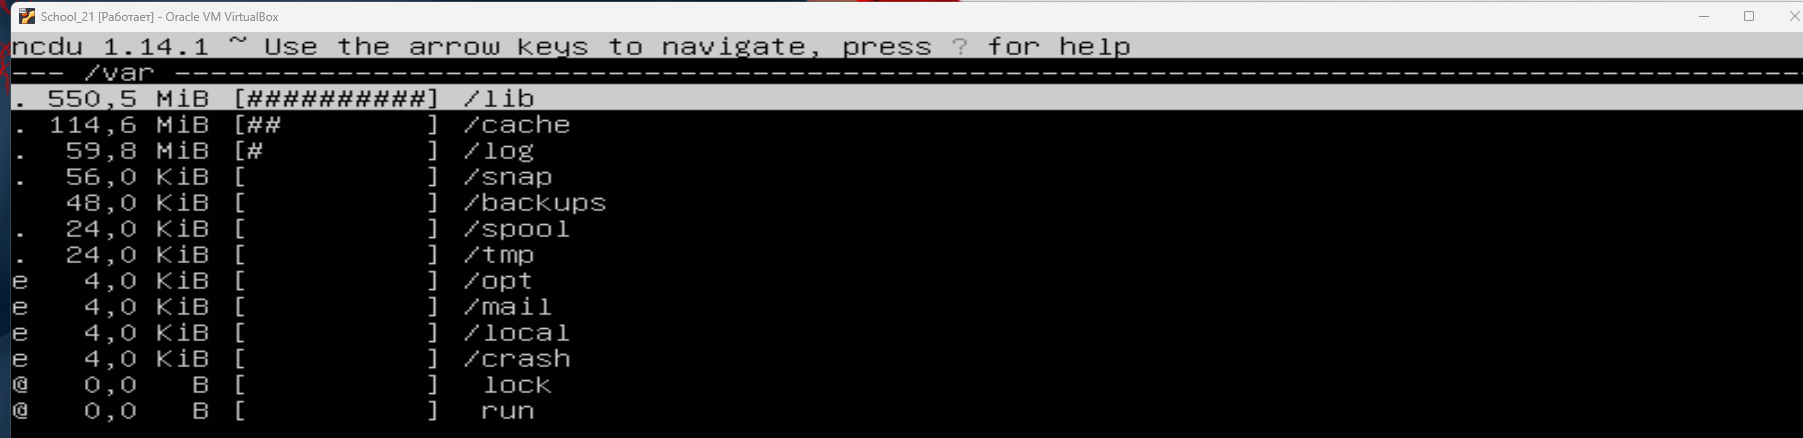 School_21 [Работает] - Oracle VM VirtualBox
ncdu 1.14.1 ~ Use the arrow keys to navigate, press ? for help
--- /var ----------------------------------------------------------------------------------------------------
. 550,5 MiB [##########] /lib
. 114,6 MiB [##        ] /cache
.  59,8 MiB [#         ] /log
.  56,0 KiB [          ] /snap
   48,0 KiB [          ] /backups
.  24,0 KiB [          ] /spool
.  24,0 KiB [          ] /tmp
e   4,0 KiB [          ] /opt
e   4,0 KiB [          ] /mail
e   4,0 KiB [          ] /local
e   4,0 KiB [          ] /crash
@   0,0   B [          ]  lock
@   0,0   B [          ]  run